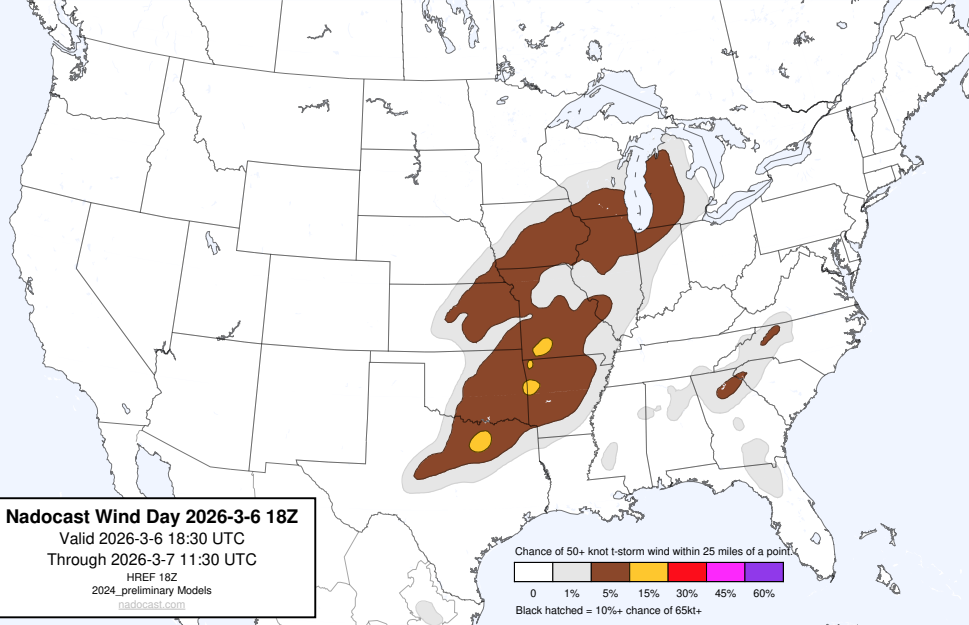 Nadocast Wind Day 2026-3-6 18Z
Valid 2026-3-6 18:30 UTC
Through 2026-3-7 11:30 UTC
HREF 18Z
2024_preliminary Models
nadocast.com
Chance of 50+ knot t-storm wind within 25 miles of a point.
0 1% 5% 15% 30% 45% 60%
Black hatched = 10%+ chance of 65kt+